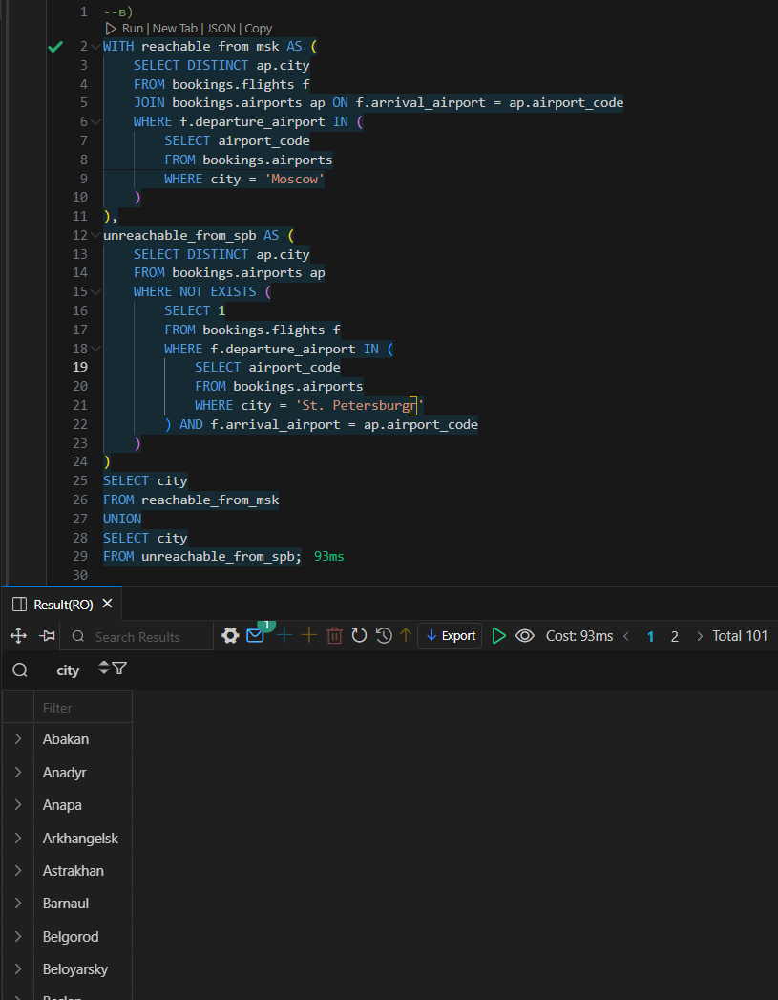 1 --в)
Run | New Tab | JSON | Copy
2 WITH reachable_from_msk AS (
3 SELECT DISTINCT ap.city
4 FROM bookings.flights f
5 JOIN bookings.airports ap ON f.arrival_airport = ap.airport_code
6 WHERE f.departure_airport IN (
7 SELECT airport_code
8 FROM bookings.airports
9 WHERE city = 'Moscow'
10 )
11 ),
12 unreachable_from_spb AS (
13 SELECT DISTINCT ap.city
14 FROM bookings.airports ap
15 WHERE NOT EXISTS (
16 SELECT 1
17 FROM bookings.flights f
18 WHERE f.departure_airport IN (
19 SELECT airport_code
20 FROM bookings.airports
21 WHERE city = 'St. Petersburgr'
22 ) AND f.arrival_airport = ap.airport_code
23 )
24 )
25 SELECT city
26 FROM reachable_from_msk
27 UNION
28 SELECT city
29 FROM unreachable_from_spb; 93ms
30
Result(RO)
Search Results 1 Export Cost: 93ms 1 2 Total 101
city
Filter
Abakan
Anadyr
Anapa
Arkhangelsk
Astrakhan
Barnaul
Belgorod
Beloyarsky